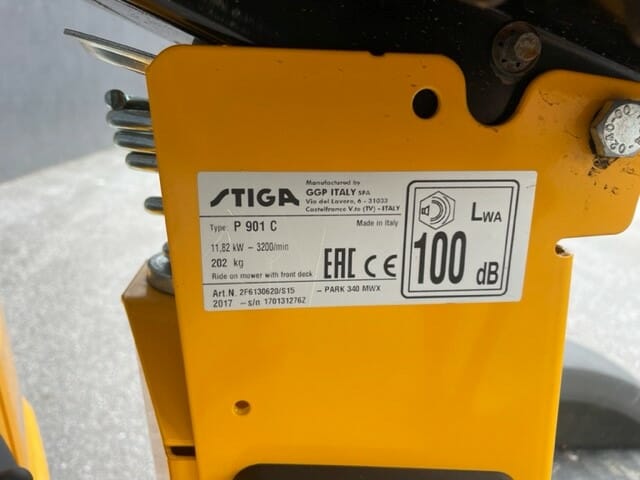 STIGA
Manufactured by
GGP ITALY SPA
Via del Lavoro, 6 - 31033
Castelfranco V.to (TV) - ITALY
Type: P 901 C
Made in Italy
11,82 kW - 3200/min
202 kg
Ride on mower with front deck
EAC CE
LWA
100 dB
Art.N. 2F6130620/S15 - PARK 340 MWX
2017 - s/n 170131276Z